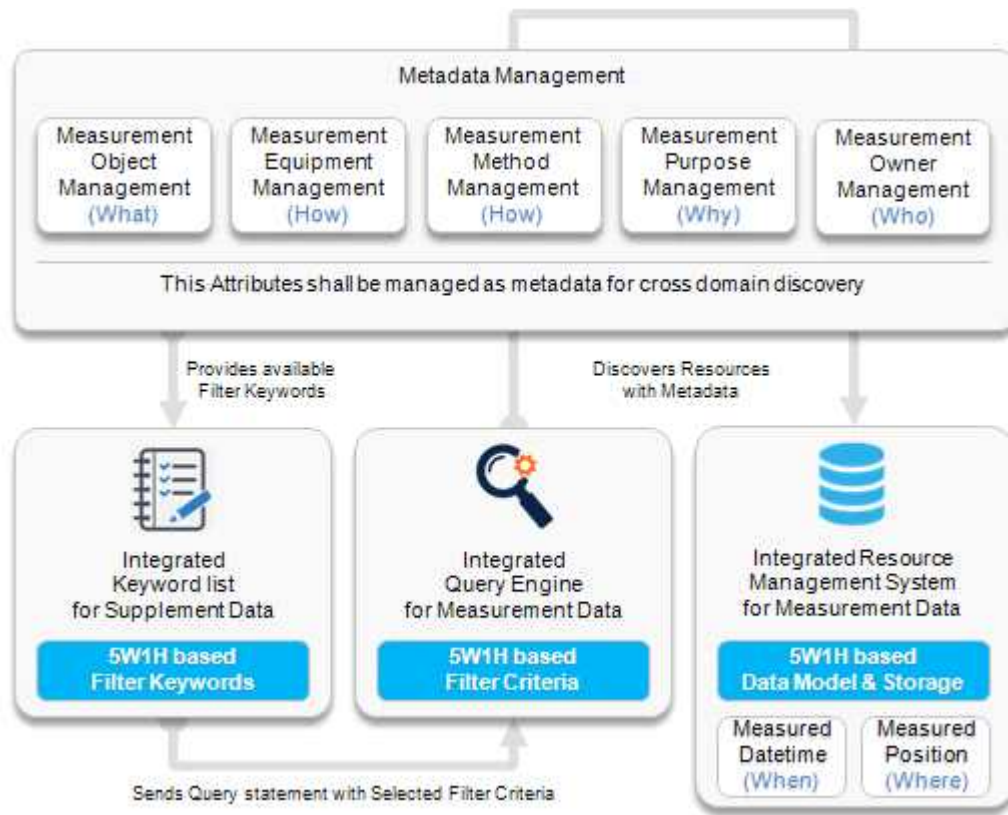 Metadata Management
Measurement
Object
Management
(What)
Measurement
Equipment
Management
(How)
Measurement
Method
Management
(How)
Measurement
Purpose
Management
(Why)
Measurement
Owner
Management
(Who)
This Attributes shall be managed as metadata for cross domain discovery
Provides available
Filter Keywords
Discovers Resources
with Metadata
Integrated
Keyword list
for Supplement Data
5W1H based
Filter Keywords
Integrated
Query Engine
for Measurement Data
5W1H based
Filter Criteria
Integrated Resource
Management System
for Measurement Data
5W1H based
Data Model & Storage
Measured
Datetime
(When)
Measured
Position
(Where)
Sends Query statement with Selected Filter Criteria